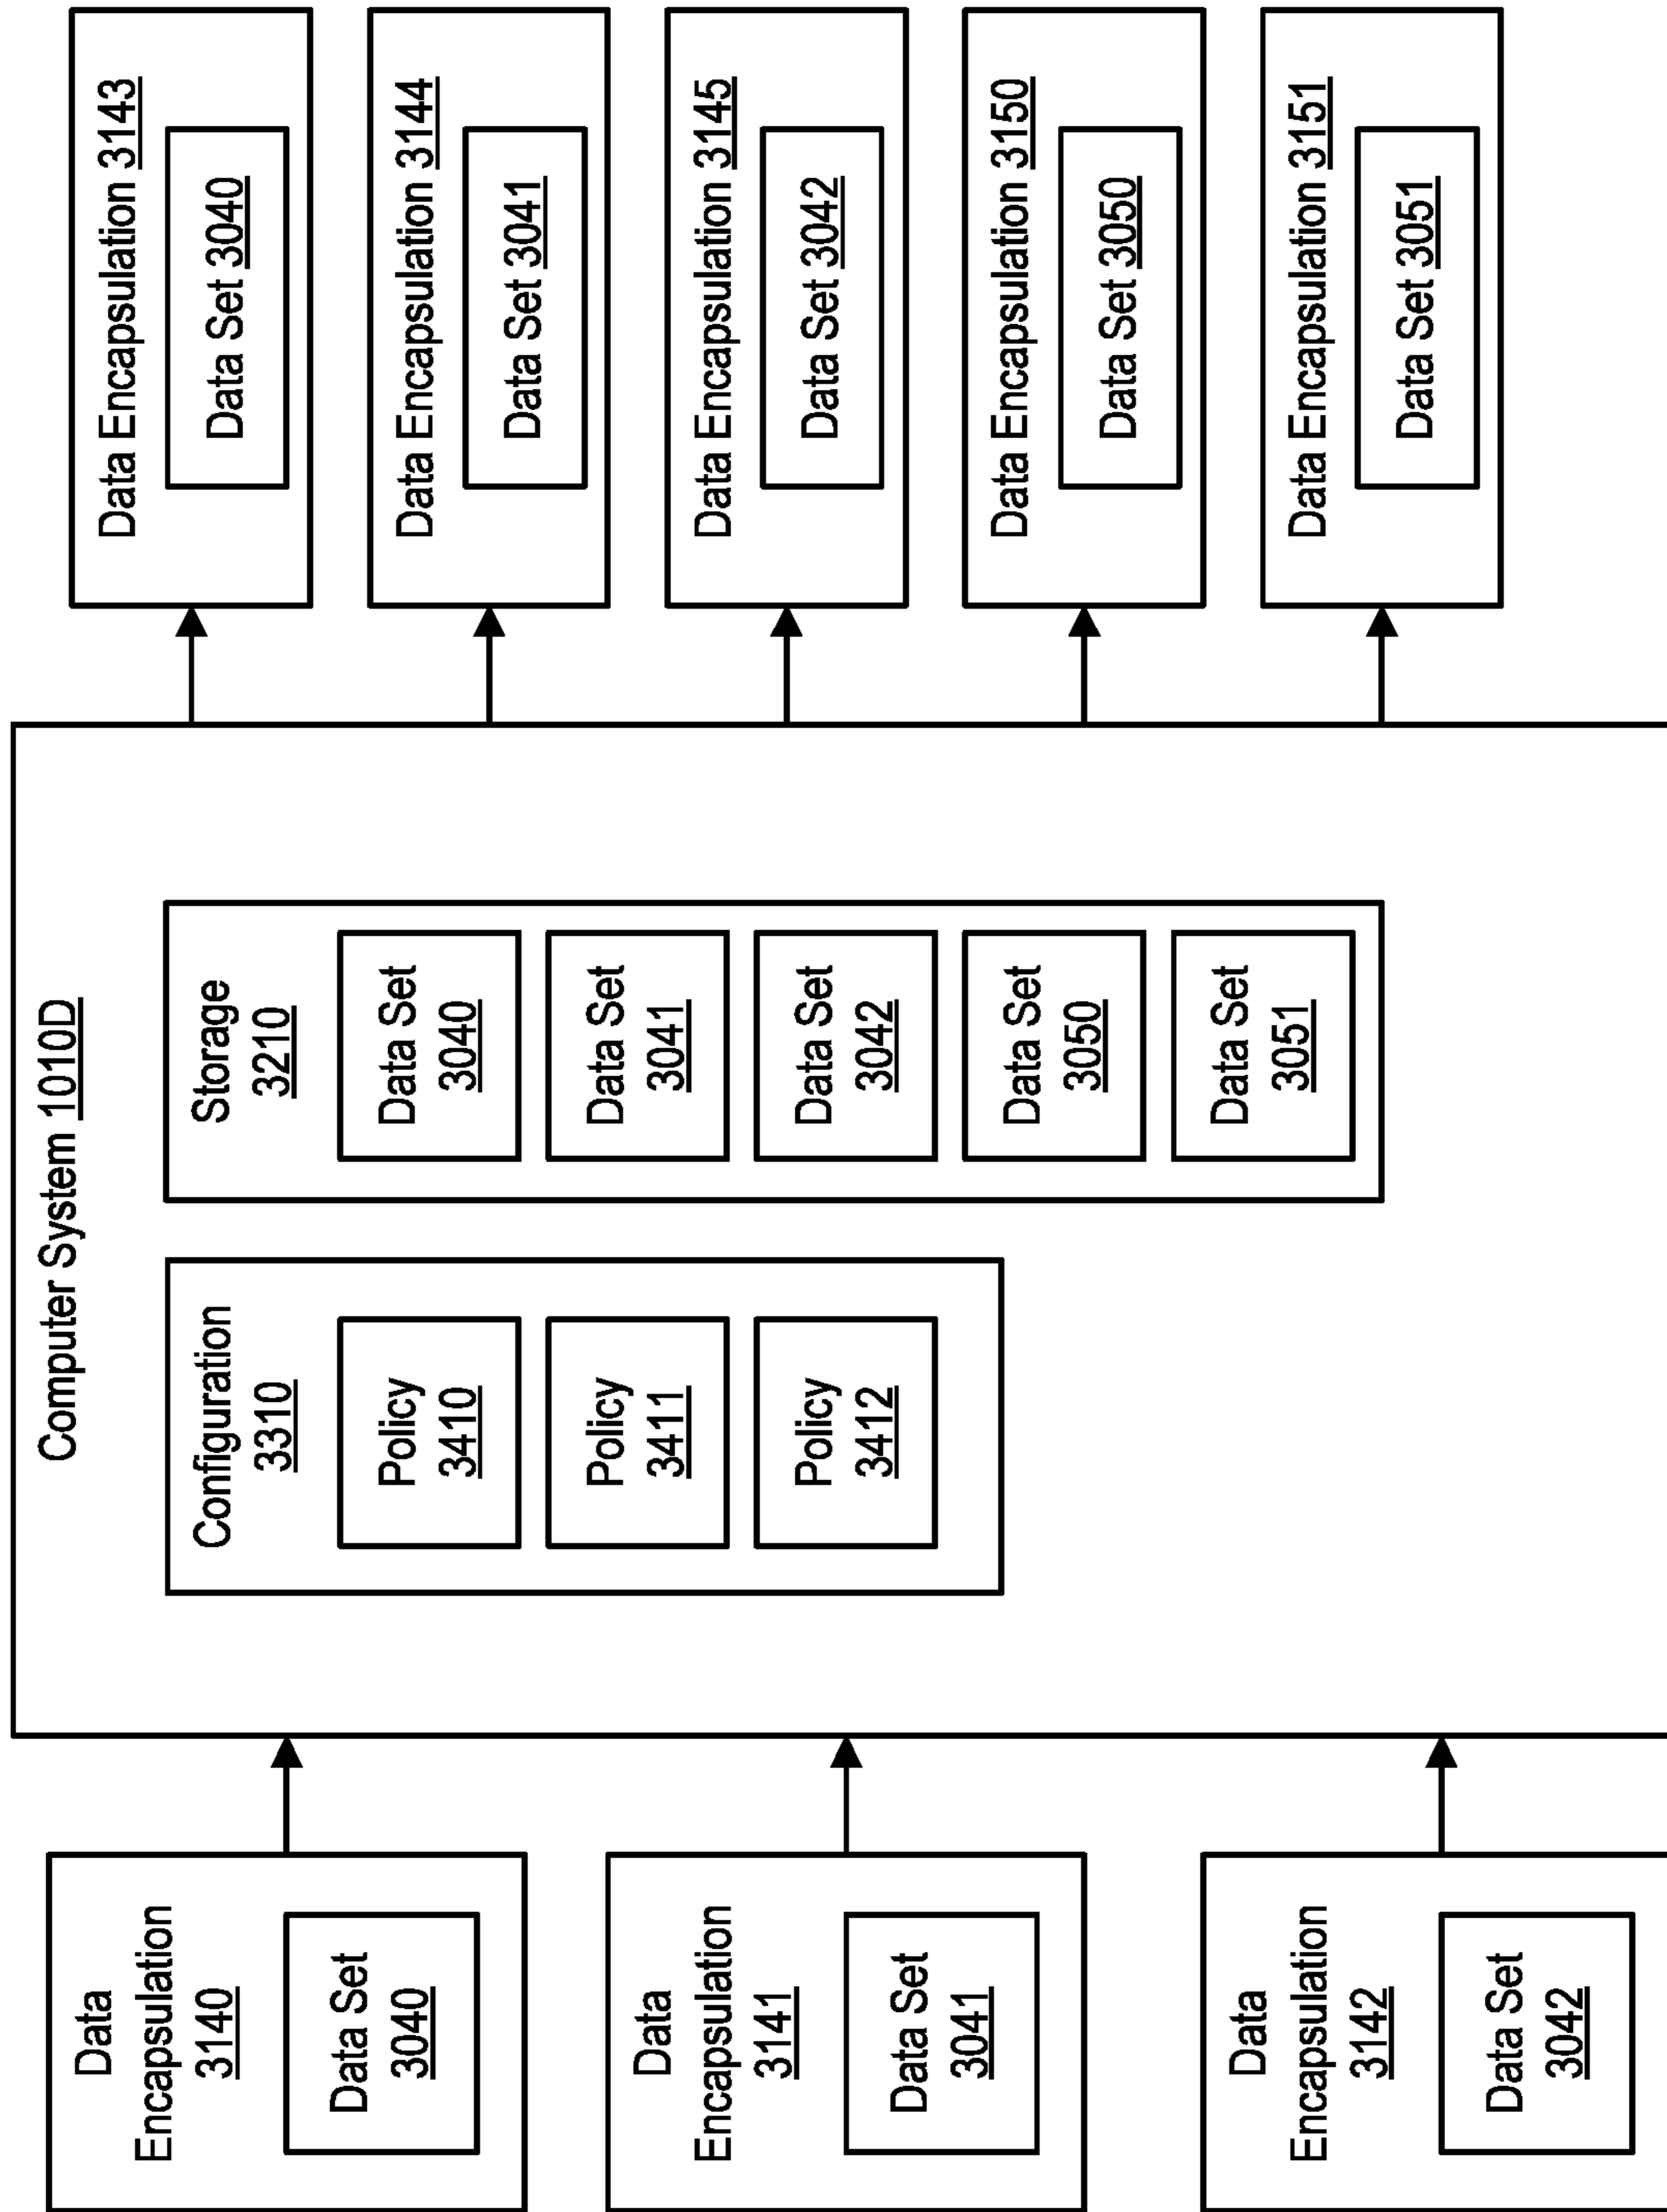 Data
Encapsulation
3140
Data Set
3040
Data
Encapsulation
3141
Data Set
3041
Data
Encapsulation
3142
Data Set
3042
Computer System 1010D
Configuration
3310
Policy
3410
Policy
3411
Policy
3412
Storage
3210
Data Set
3040
Data Set
3041
Data Set
3042
Data Set
3050
Data Set
3051
Data Encapsulation 3143
Data Set 3040
Data Encapsulation 3144
Data Set 3041
Data Encapsulation 3145
Data Set 3042
Data Encapsulation 3150
Data Set 3050
Data Encapsulation 3151
Data Set 3051